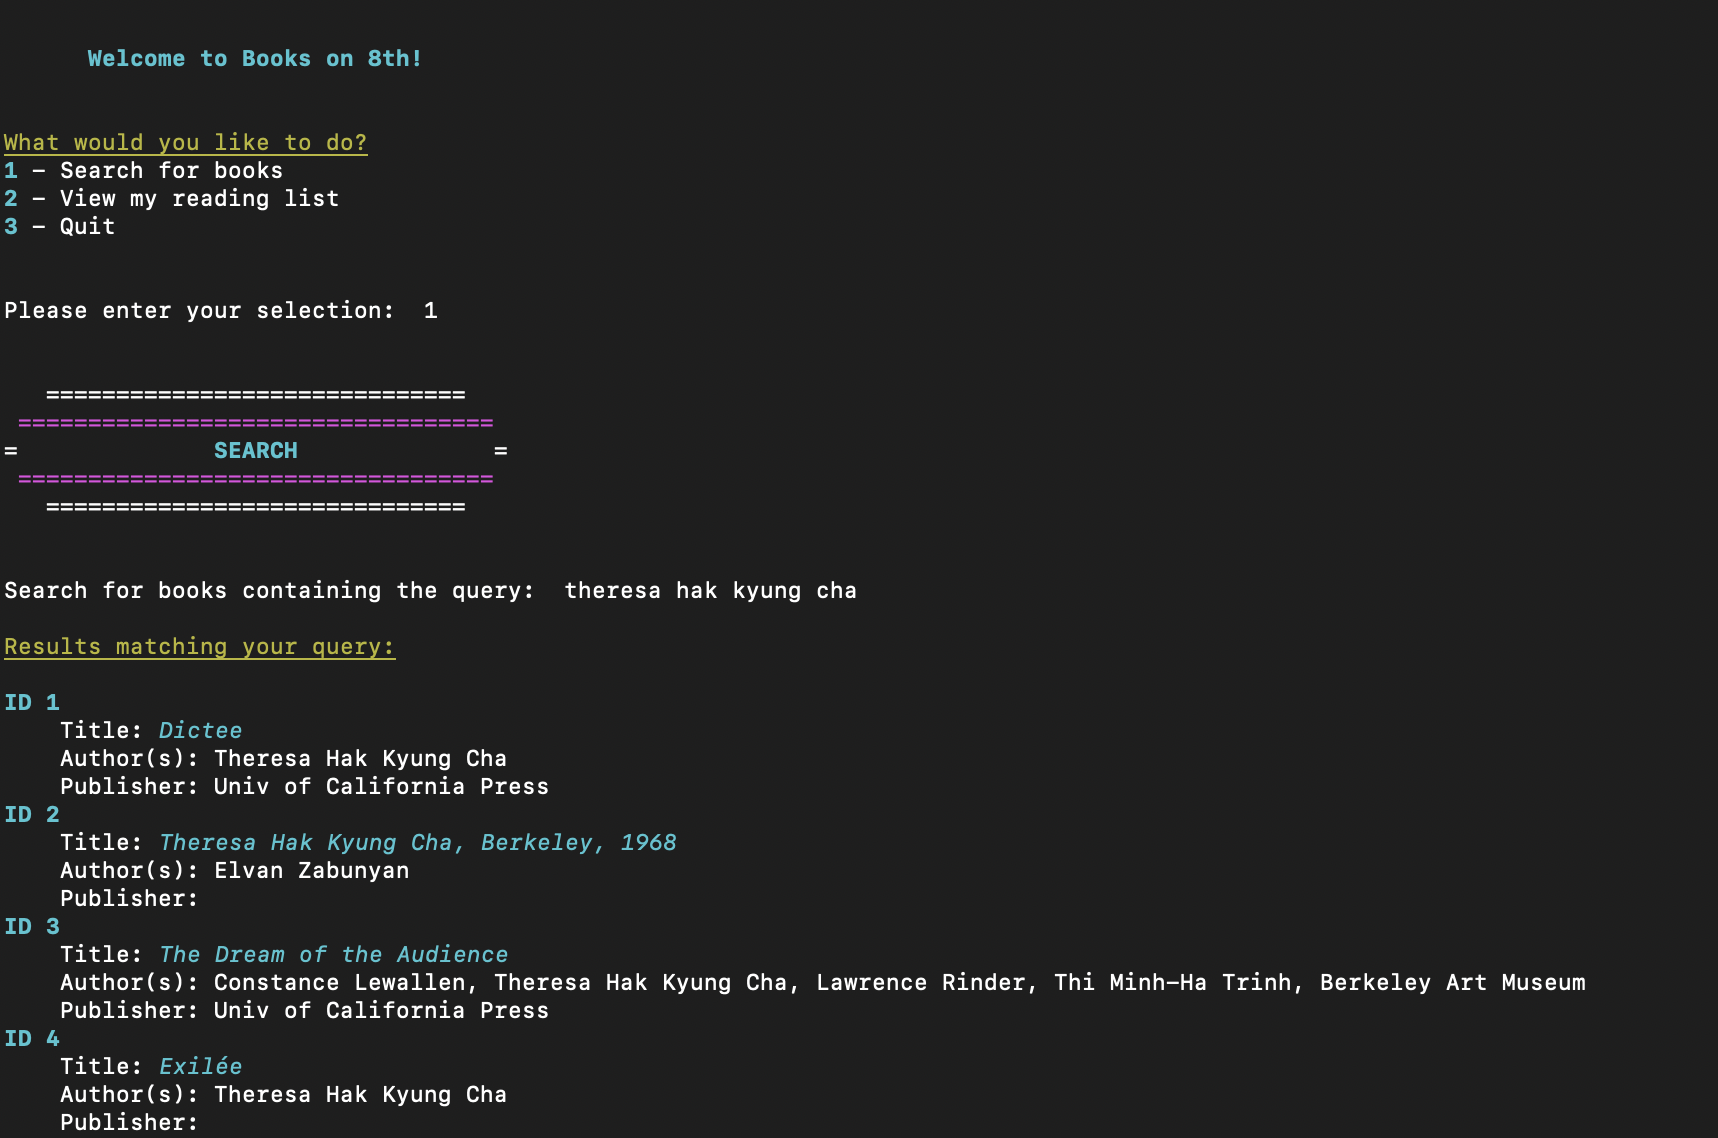 Welcome to Books on 8th!
What would you like to do?
1 – Search for books
2 – View my reading list
3 – Quit
Please enter your selection:  1
==============================
==================================
=              SEARCH              =
==================================
==============================
Search for books containing the query:  theresa hak kyung cha
Results matching your query:
ID 1
Title: Dictee
Author(s): Theresa Hak Kyung Cha
Publisher: Univ of California Press
ID 2
Title: Theresa Hak Kyung Cha, Berkeley, 1968
Author(s): Elvan Zabunyan
Publisher:
ID 3
Title: The Dream of the Audience
Author(s): Constance Lewallen, Theresa Hak Kyung Cha, Lawrence Rinder, Thi Minh-Ha Trinh, Berkeley Art Museum
Publisher: Univ of California Press
ID 4
Title: Exilée
Author(s): Theresa Hak Kyung Cha
Publisher: